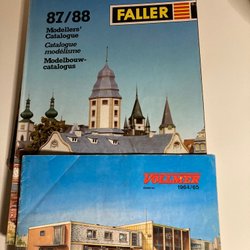 87/88
FALLER
Modellers'
Catalogue
Catalogue
modélisme
Modelbouw-
catalogus
VOLLMER
1984/85